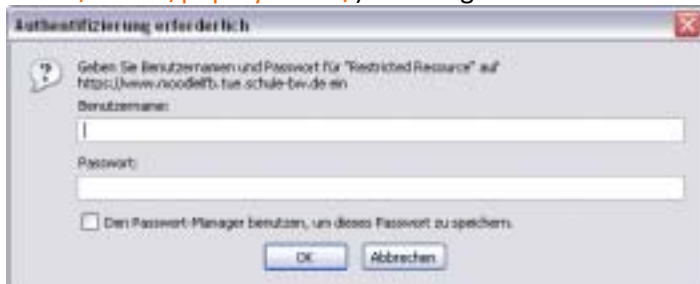 Authentifizierung erforderlich
Geben Sie Benutzernamen und Passwort für "Restricted Resource" auf
https://www.moodlelfb.tue.schule-bw.de ein
Benutzername:
Passwort:
Den Passwort-Manager benutzen, um dieses Passwort zu speichern.
OK
Abbrechen